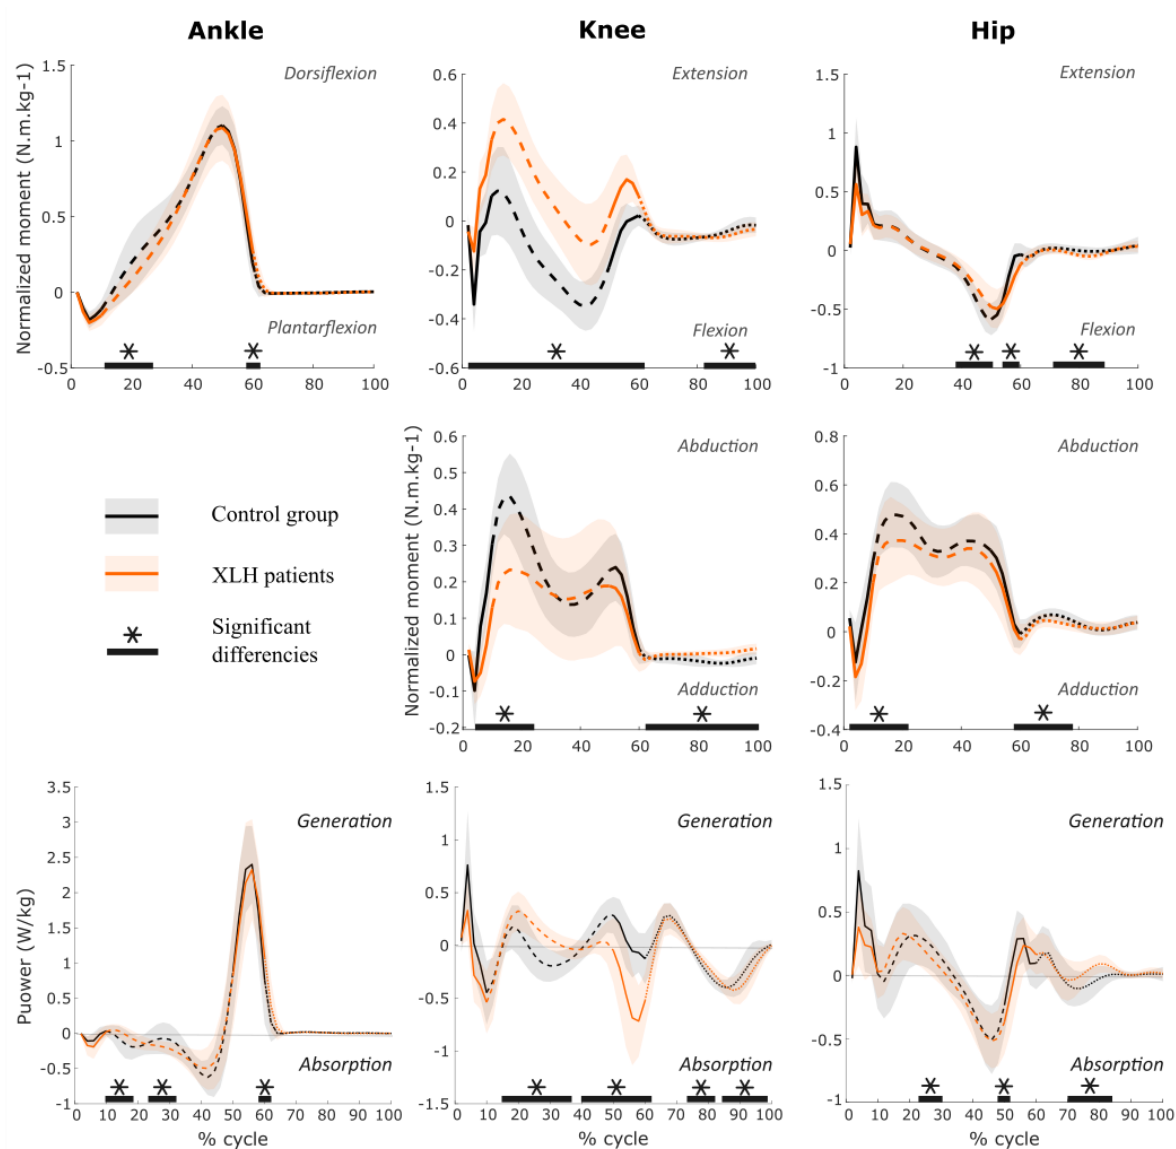 Ankle
Knee
Hip
Normalized moment (N.m.kg-1)
1.5
1
0.5
0
-0.5
Dorsiflexion
Plantarflexion
0 20 40 60 80 100
0.6
0.4
0.2
0
-0.2
-0.4
-0.6
Extension
Flexion
0 20 40 60 80 100
1.5
1
0.5
0
-0.5
-1
Extension
Flexion
0 20 40 60 80 100
Control group
XLH patients
Significant
differencies
Normalized moment (N.m.kg-1)
0.6
0.5
0.4
0.3
0.2
0.1
0
-0.1
-0.2
Abduction
Adduction
0 20 40 60 80 100
0.8
0.6
0.4
0.2
0
-0.2
-0.4
Abduction
Adduction
0 20 40 60 80 100
Puower (W/kg)
3.5
3
2.5
2
1.5
1
0.5
0
-0.5
-1
Generation
Absorption
0 10 20 30 40 50 60 70 80 90 100
% cycle
1.5
1
0.5
0
-0.5
-1
-1.5
Generation
Absorption
0 10 20 30 40 50 60 70 80 90 100
% cycle
1.5
1
0.5
0
-0.5
-1
Generation
Absorption
0 10 20 30 40 50 60 70 80 90 100
% cycle